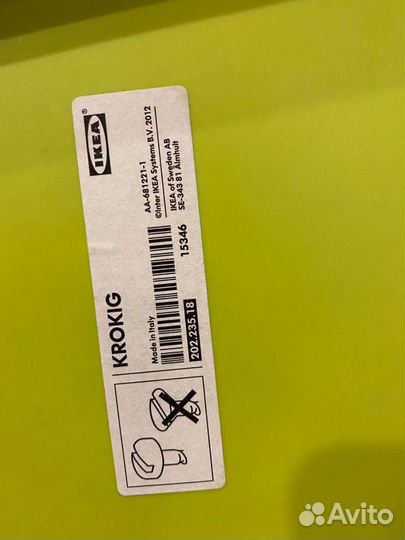 IKEA®
AA-681221-1
©Inter IKEA Systems B.V. 2012
IKEA of Sweden AB
SE-343 81 Älmhult
KROKIG
Made in Italy
15346
202.235.18
Avito